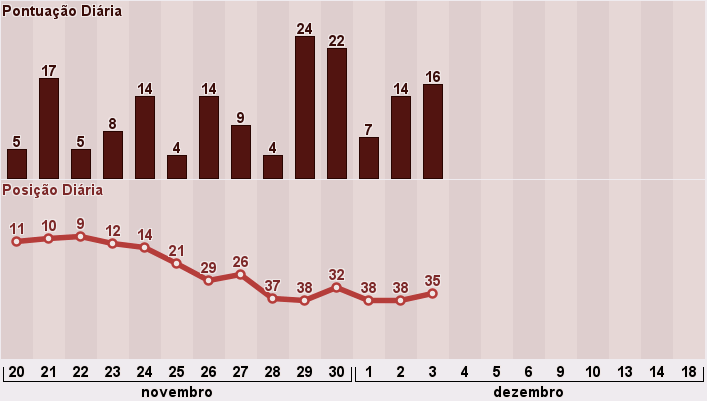 Pontuação Diária
5 17 5 8 14 4 14 9 4 24 22 7 14 16
Posição Diária
11 10 9 12 14 21 29 26 37 38 32 38 38 35
20 21 22 23 24 25 26 27 28 29 30 1 2 3 4 5 6 9 10 13 14 18
novembro dezembro